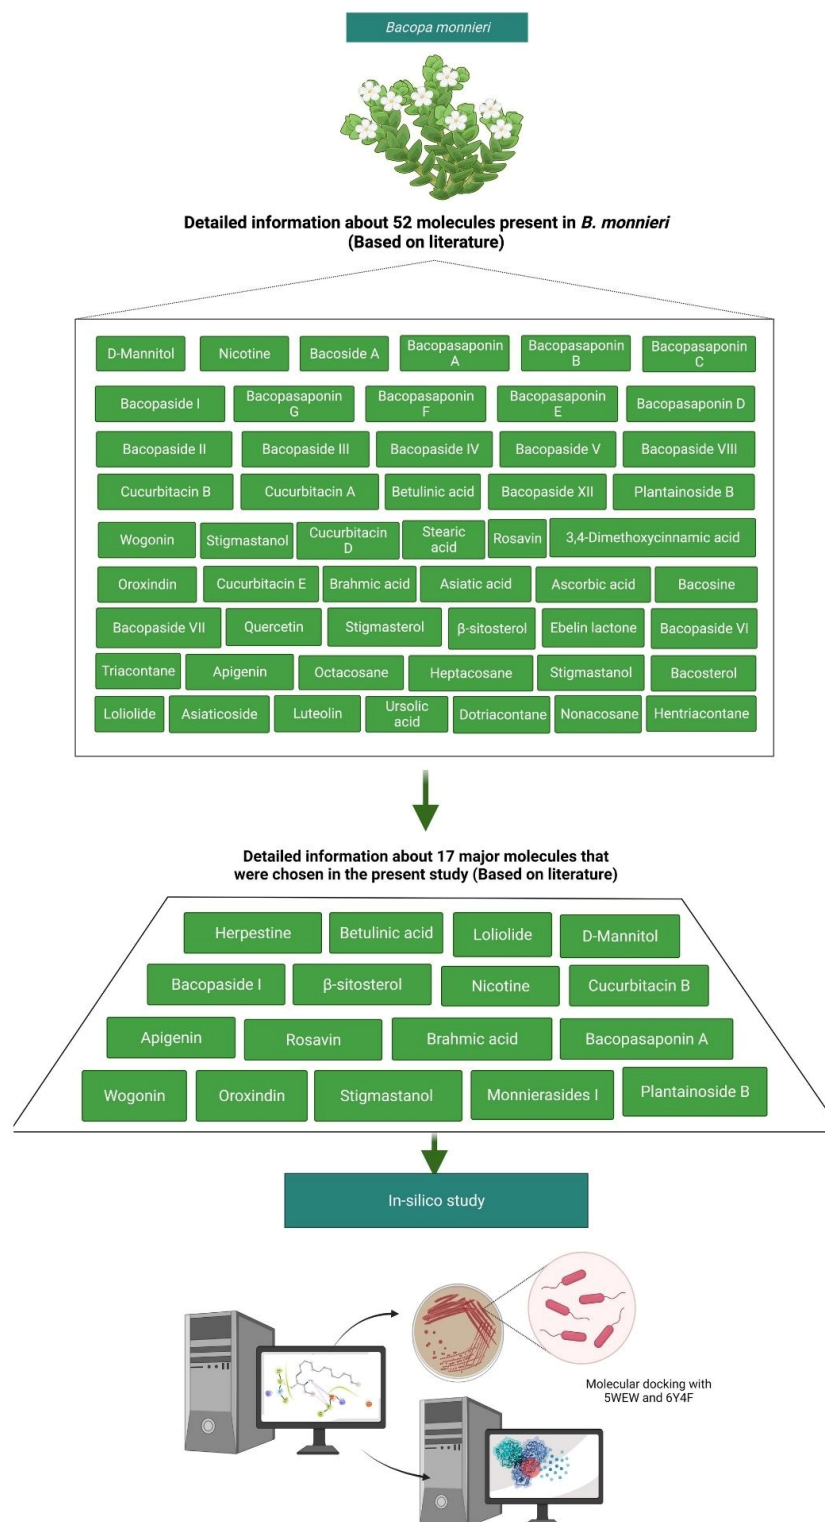 Bacopa monnieri
Detailed information about 52 molecules present in B. monnieri
(Based on literature)
D-Mannitol
Nicotine
Bacoside A
Bacopasaponin
A
Bacopasaponin
B
Bacopasaponin
C
Bacopaside I
Bacopasaponin
G
Bacopasaponin
F
Bacopasaponin
E
Bacopasaponin D
Bacopaside II
Bacopaside III
Bacopaside IV
Bacopaside V
Bacopaside VIII
Cucurbitacin B
Cucurbitacin A
Betulinic acid
Bacopaside XII
Plantainoside B
Wogonin
Stigmastanol
Cucurbitacin
D
Stearic
acid
Rosavin
3,4-Dimethoxycinnamic acid
Oroxindin
Cucurbitacin E
Brahmic acid
Asiatic acid
Ascorbic acid
Bacosine
Bacopaside VII
Quercetin
Stigmasterol
β-sitosterol
Ebelin lactone
Bacopaside VI
Triacontane
Apigenin
Octacosane
Heptacosane
Stigmastanol
Bacosterol
Loliolide
Asiaticoside
Luteolin
Ursolic
acid
Dotriacontane
Nonacosane
Hentriacontane
Detailed information about 17 major molecules that
were chosen in the present study (Based on literature)
Herpestine
Betulinic acid
Loliolide
D-Mannitol
Bacopaside I
β-sitosterol
Nicotine
Cucurbitacin B
Apigenin
Rosavin
Brahmic acid
Bacopasaponin A
Wogonin
Oroxindin
Stigmastanol
Monnierasides I
Plantainoside B
In-silico study
Molecular docking with
5WEW and 6Y4F